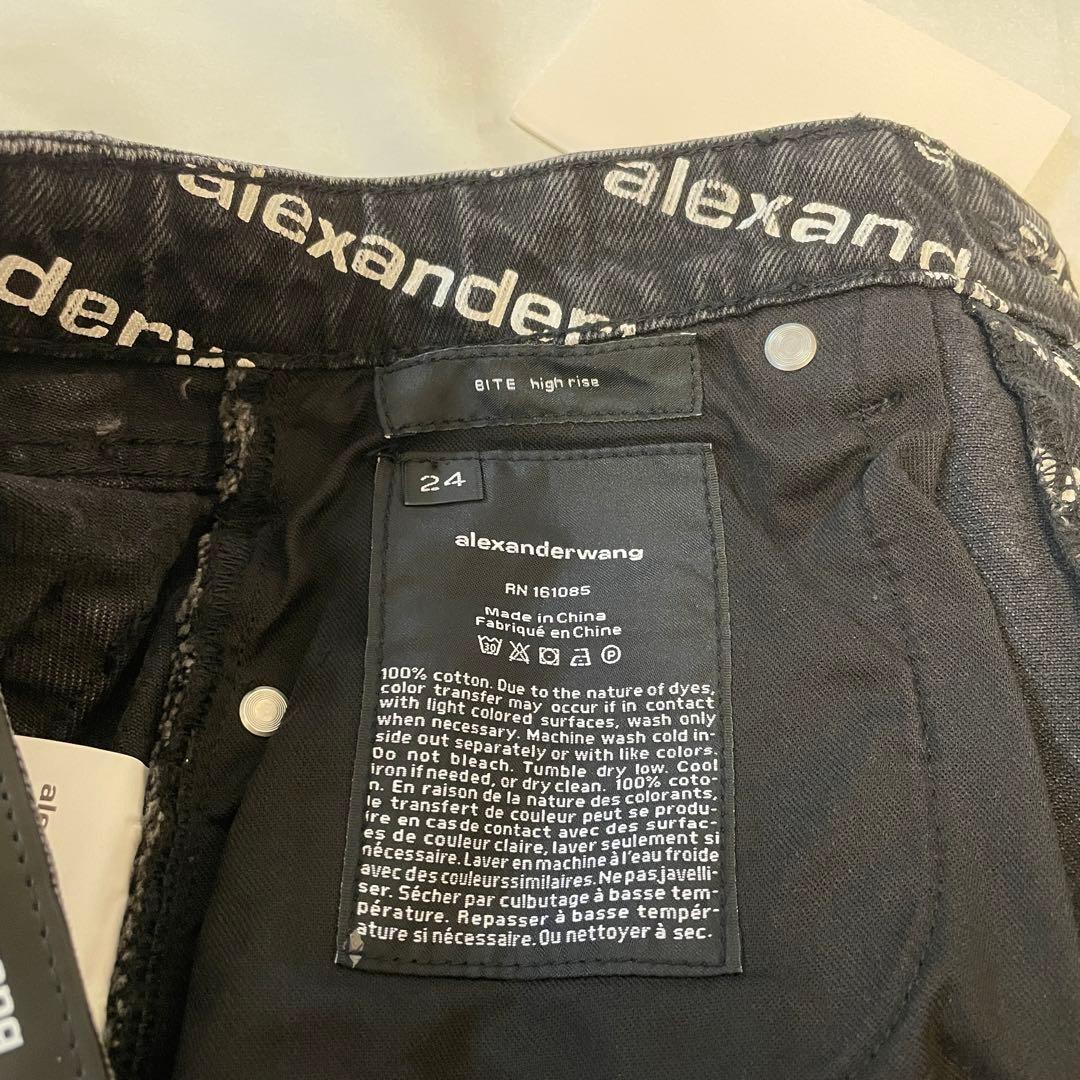 alexander
alexand
derw
alexander
BITE high rise
24
alexanderwang
RN 161085
Made in China
Fabriqué en Chine
30
P
100% cotton. Due to the nature of dyes,
color transfer may occur if in contact
with light colored surfaces, wash only
when necessary. Machine wash cold in-
side out separately or with like colors.
Do not bleach. Tumble dry low. Cool
iron if needed, or dry clean. 100% coto-
n. En raison de la nature des colorants,
le transfert de couleur peut se produ-
ire en cas de contact avec des surfac-
es de couleur claire, laver seulement si
nécessaire. Laver en machine à l'eau froide
avec des couleurs similaires. Ne pas javelli-
ser. Sécher par culbutage à basse tem-
pérature. Repasser à basse tempér-
ature si nécessaire. Ou nettoyer à sec.